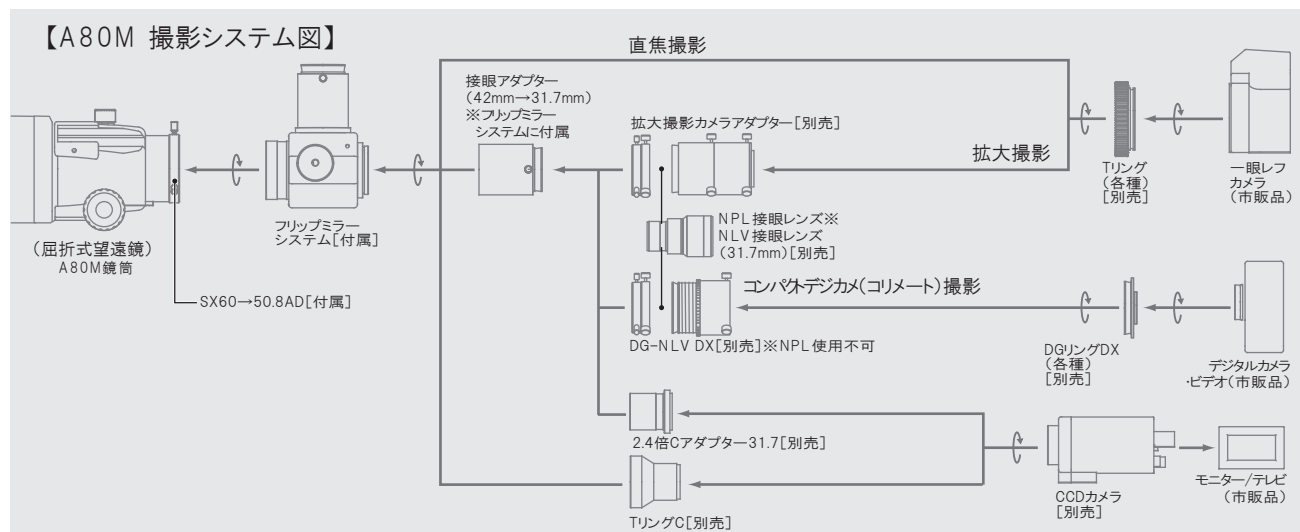 【A80M 撮影システム図】
直焦撮影
接眼アダプター
(42mm→31.7mm)
※フリップミラー
システムに付属
拡大撮影カメラアダプター[別売]
拡大撮影
Tリング
(各種)
[別売]
一眼レフ
カメラ
(市販品)
フリップミラー
システム[付属]
(屈折式望遠鏡)
A80M鏡筒
SX60→50.8AD[付属]
NPL接眼レンズ※
NLV接眼レンズ
(31.7mm)[別売]
コンパクトデジカメ(コリメート)撮影
DG-NLV DX[別売]※NPL使用不可
DGリングDX
(各種)
[別売]
デジタルカメラ
・ビデオ(市販品)
2.4倍Cアダプター31.7[別売]
TリングC[別売]
CCDカメラ
[別売]
モニター/テレビ
(市販品)